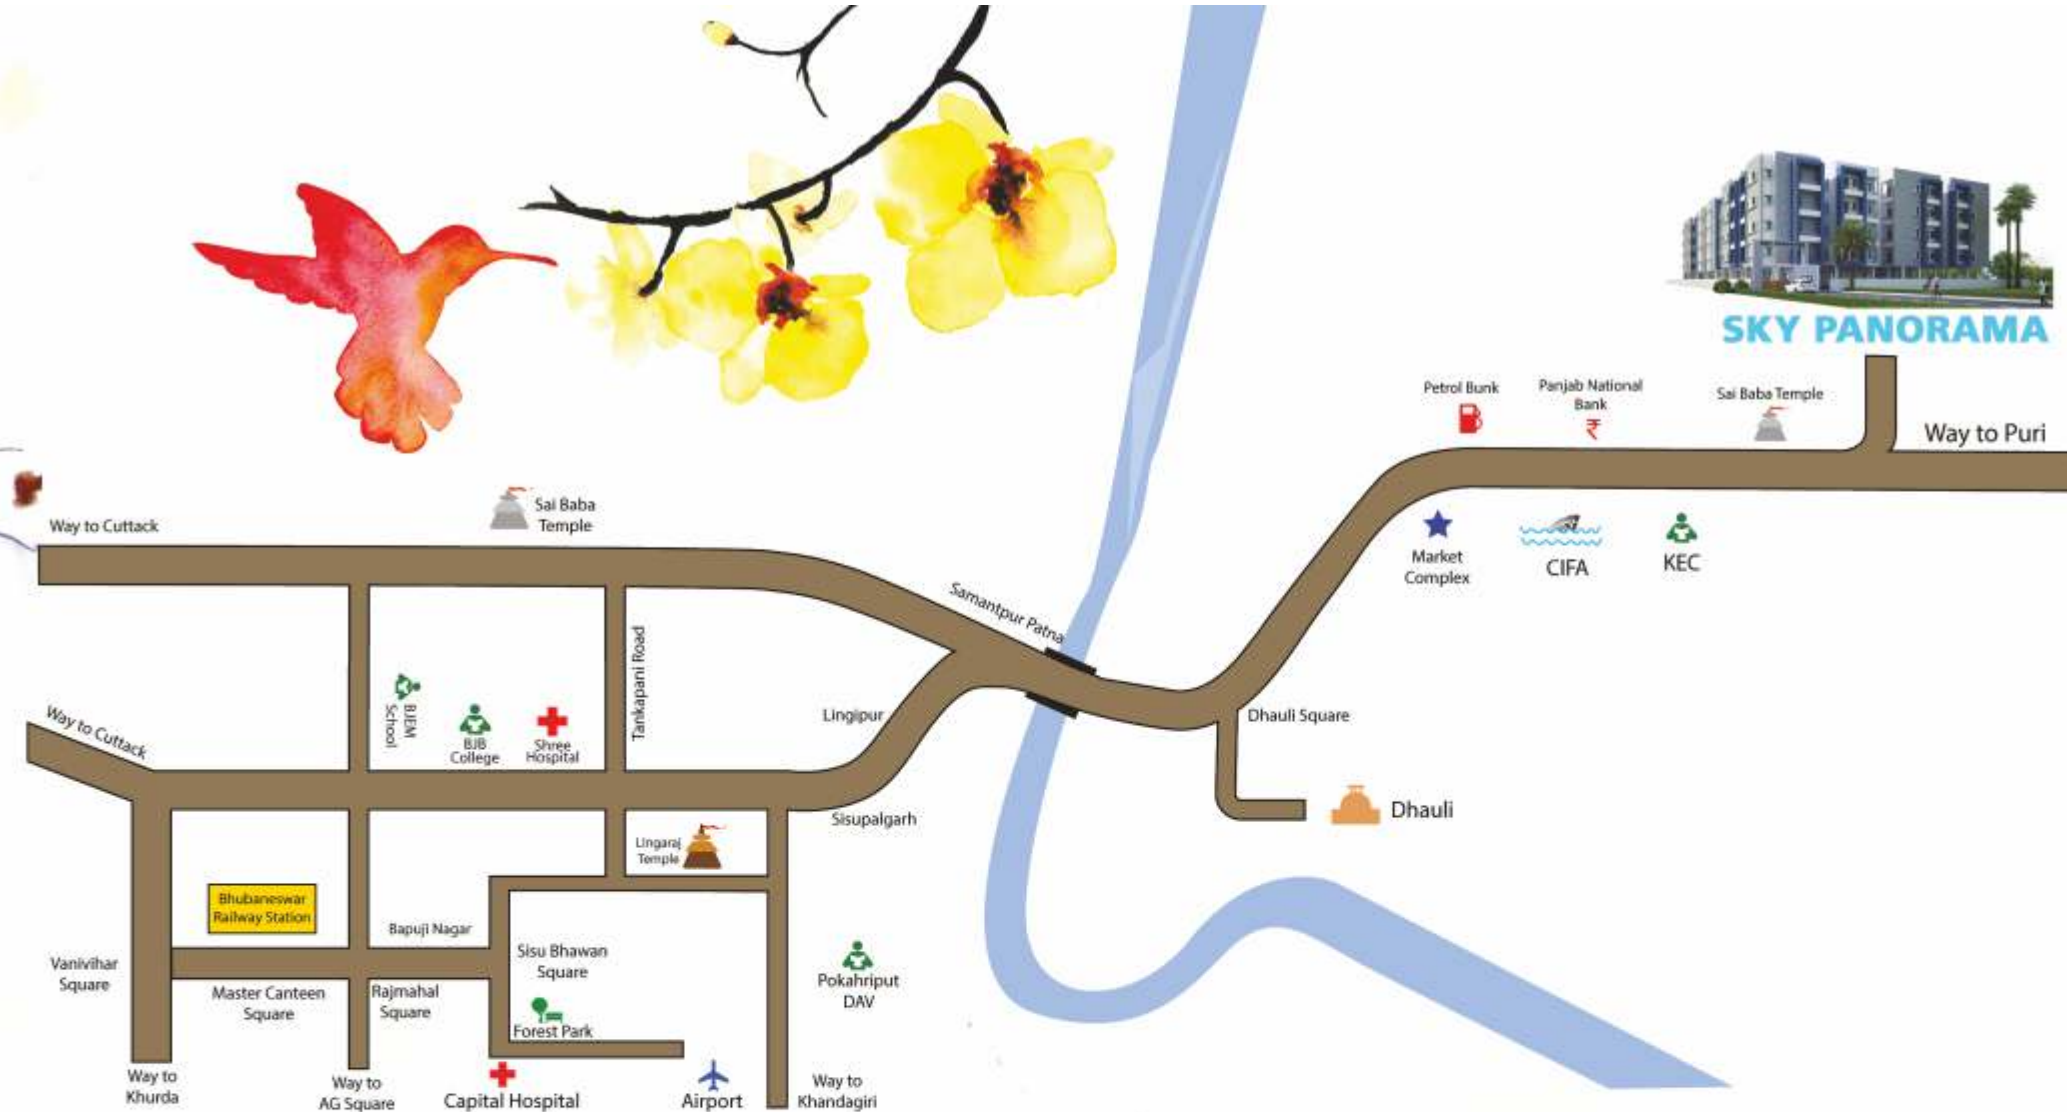 SKY PANORAMA
Petrol Bunk
Panjab National
Bank
Sai Baba Temple
Way to Puri
Market
Complex
CIFA
KEC
Sai Baba
Temple
Way to Cuttack
Samantpur Patna
Tankapani Road
BJEM
School
BJB
College
Shree
Hospital
Lingipur
Dhauli Square
Way to Cuttack
Dhauli
Sisupalgarh
Lingaraj
Temple
Bhubaneswar
Railway Station
Bapuji Nagar
Sisu Bhawan
Square
Vanivihar
Square
Master Canteen
Square
Rajmahal
Square
Pokahriput
DAV
Forest Park
Way to
Khurda
Way to
AG Square
Capital Hospital
Airport
Way to
Khandagiri